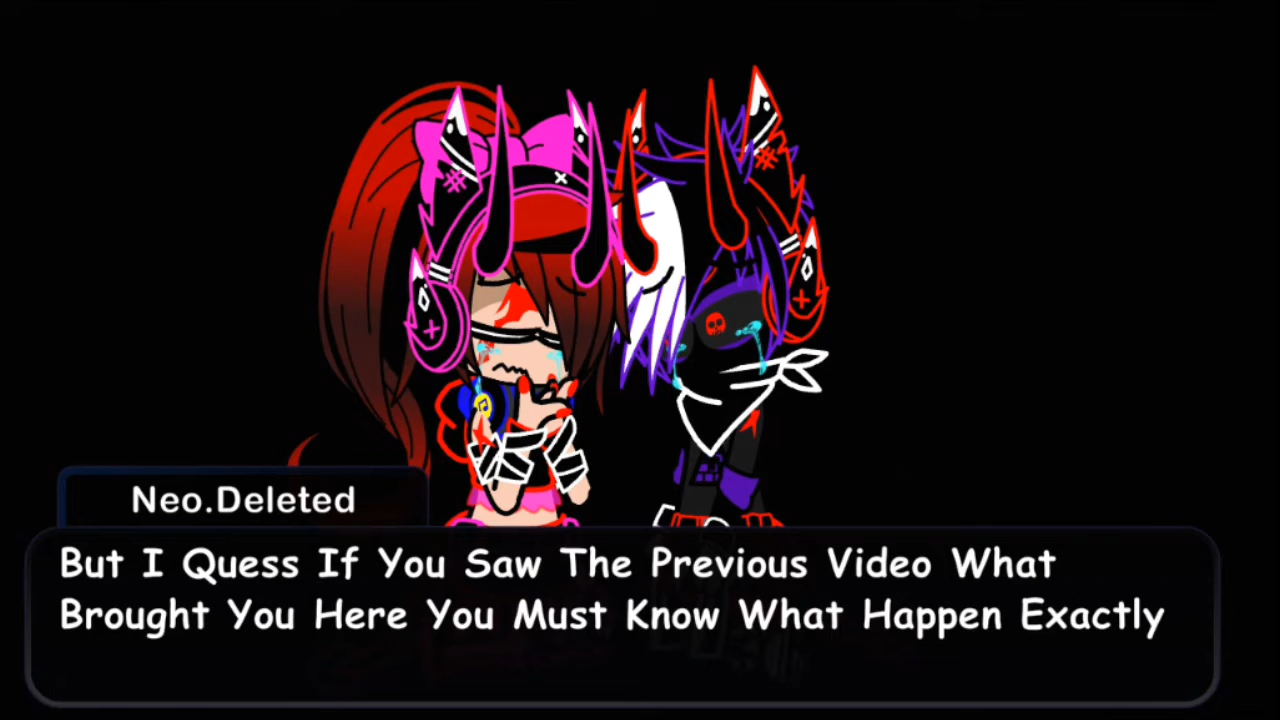 Neo.Deleted
But I Quess If You Saw The Previous Video What
Brought You Here You Must Know What Happen Exactly